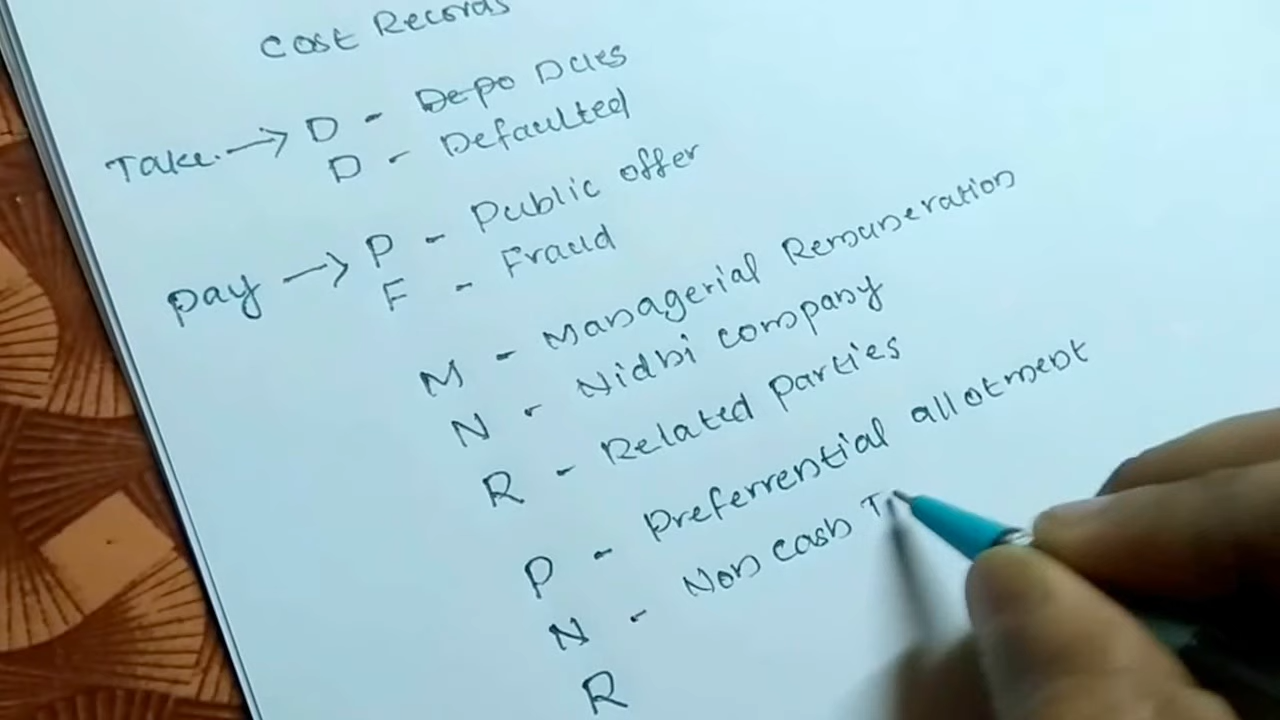 Cost Records
Take. → D - Depo Dues
D - Defaulted
Pay → P - Public offer
F - Fraud
M - Managerial Remuneration
N - Nidhi company
R - Related Parties
P - Preferrential allotment
N - Non cash T
R